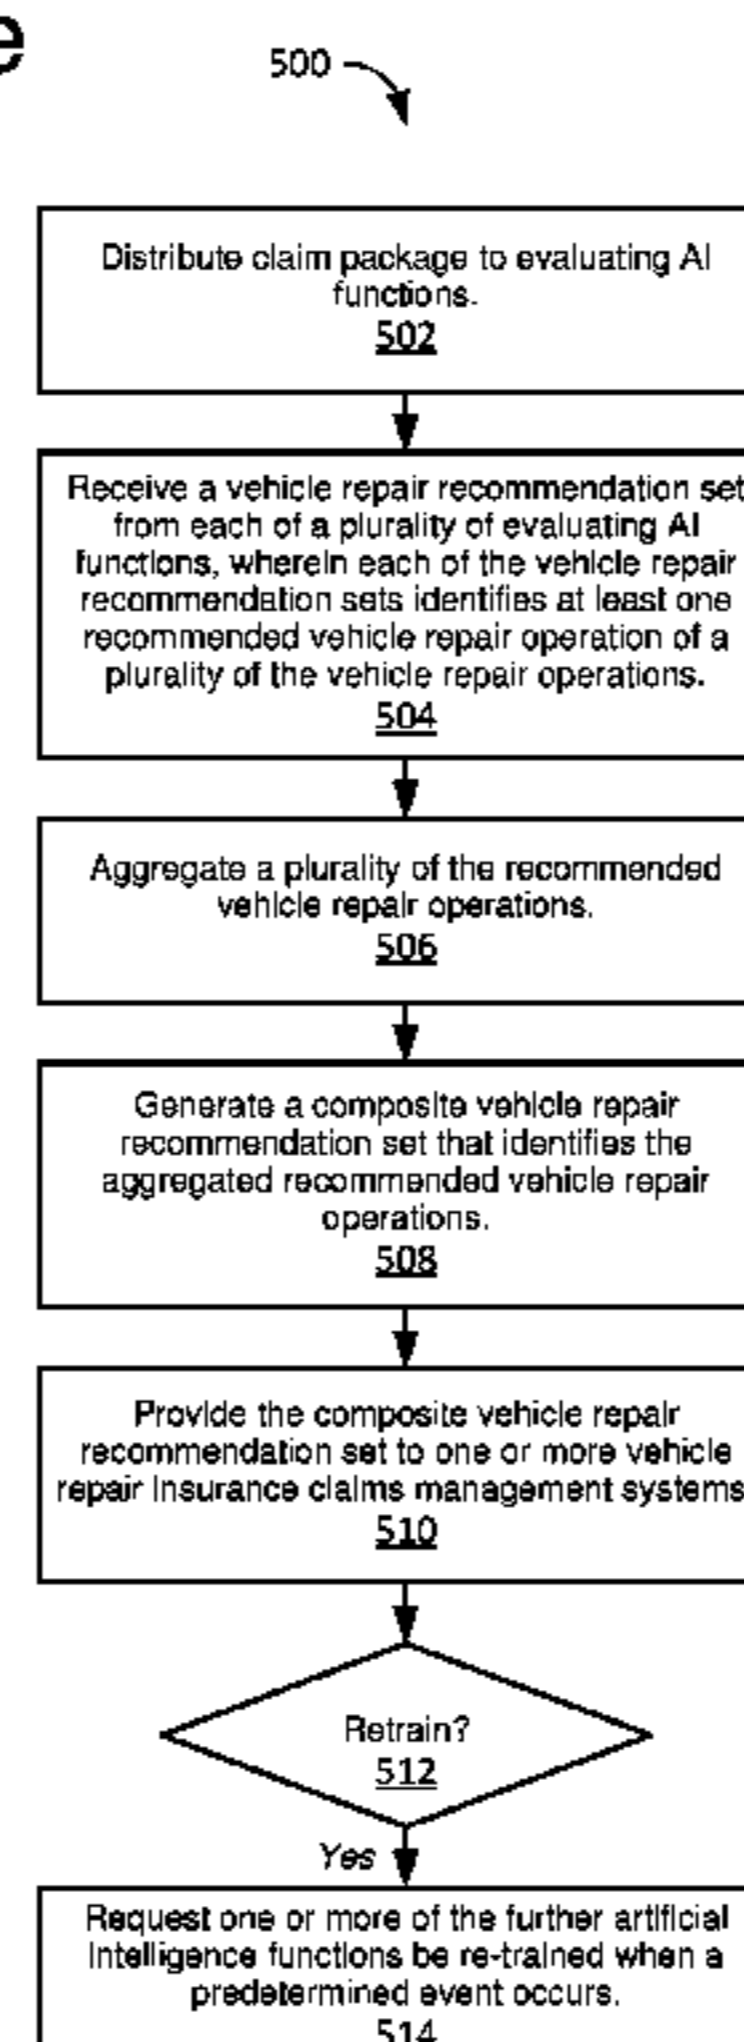 e
500
Distribute claim package to evaluating AI
functions.
502
Receive a vehicle repair recommendation set
from each of a plurality of evaluating AI
functions, wherein each of the vehicle repair
recommendation sets identifies at least one
recommended vehicle repair operation of a
plurality of the vehicle repair operations.
504
Aggregate a plurality of the recommended
vehicle repair operations.
506
Generate a composite vehicle repair
recommendation set that identifies the
aggregated recommended vehicle repair
operations.
508
Provide the composite vehicle repair
recommendation set to one or more vehicle
repair insurance claims management systems
510
Retrain?
512
Yes
Request one or more of the further artificial
intelligence functions be re-trained when a
predetermined event occurs.
514